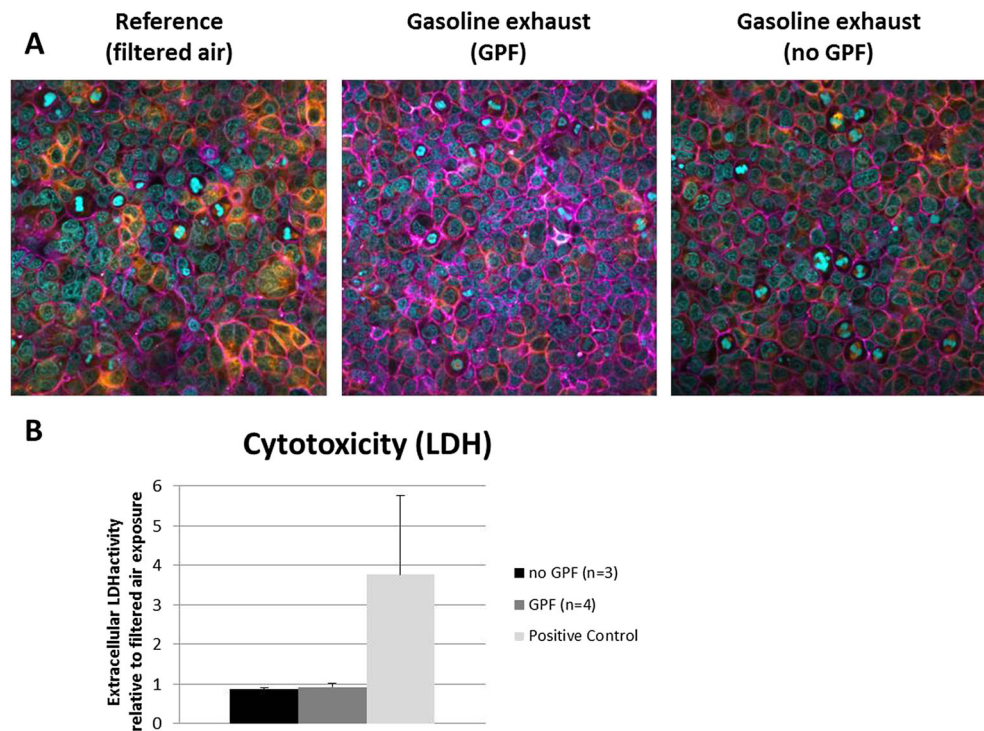 A
Reference
(filtered air)
Gasoline exhaust
(GPF)
Gasoline exhaust
(no GPF)
B
Cytotoxicity (LDH)
Extracellular LDHactivity
relative to filtered air exposure
6
5
4
3
2
1
0
no GPF (n=3)
GPF (n=4)
Positive Control